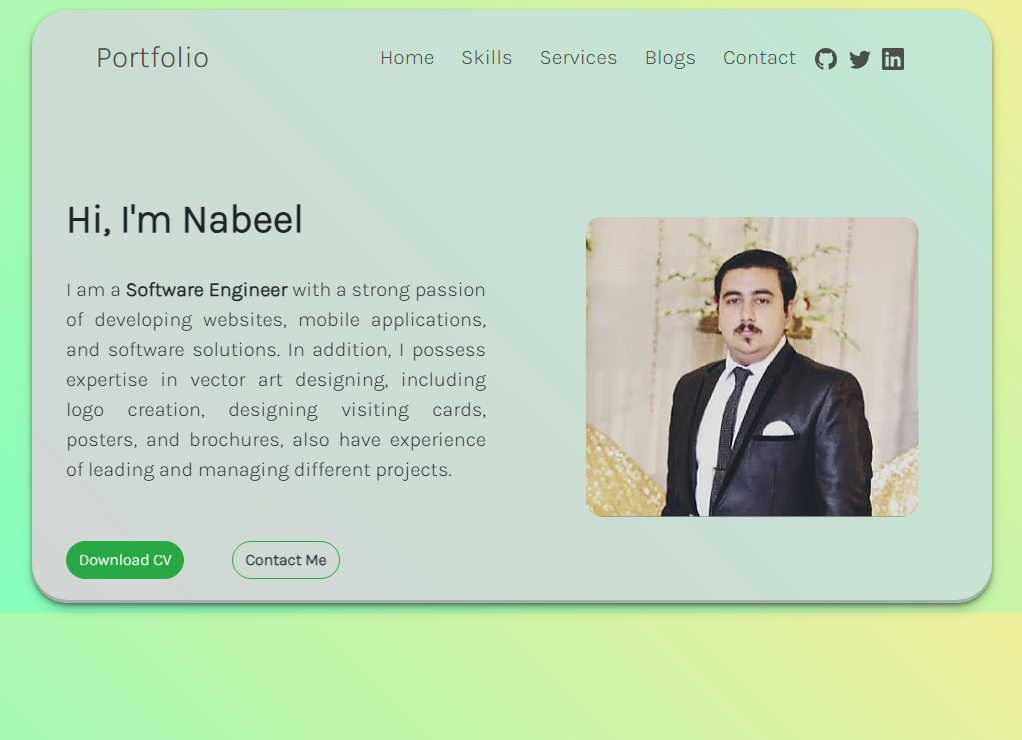 Portfolio
Home Skills Services Blogs Contact
Hi, I'm Nabeel
I am a Software Engineer with a strong passion
of developing websites, mobile applications,
and software solutions. In addition, I possess
expertise in vector art designing, including
logo creation, designing visiting cards,
posters, and brochures, also have experience
of leading and managing different projects.
Download CV
Contact Me